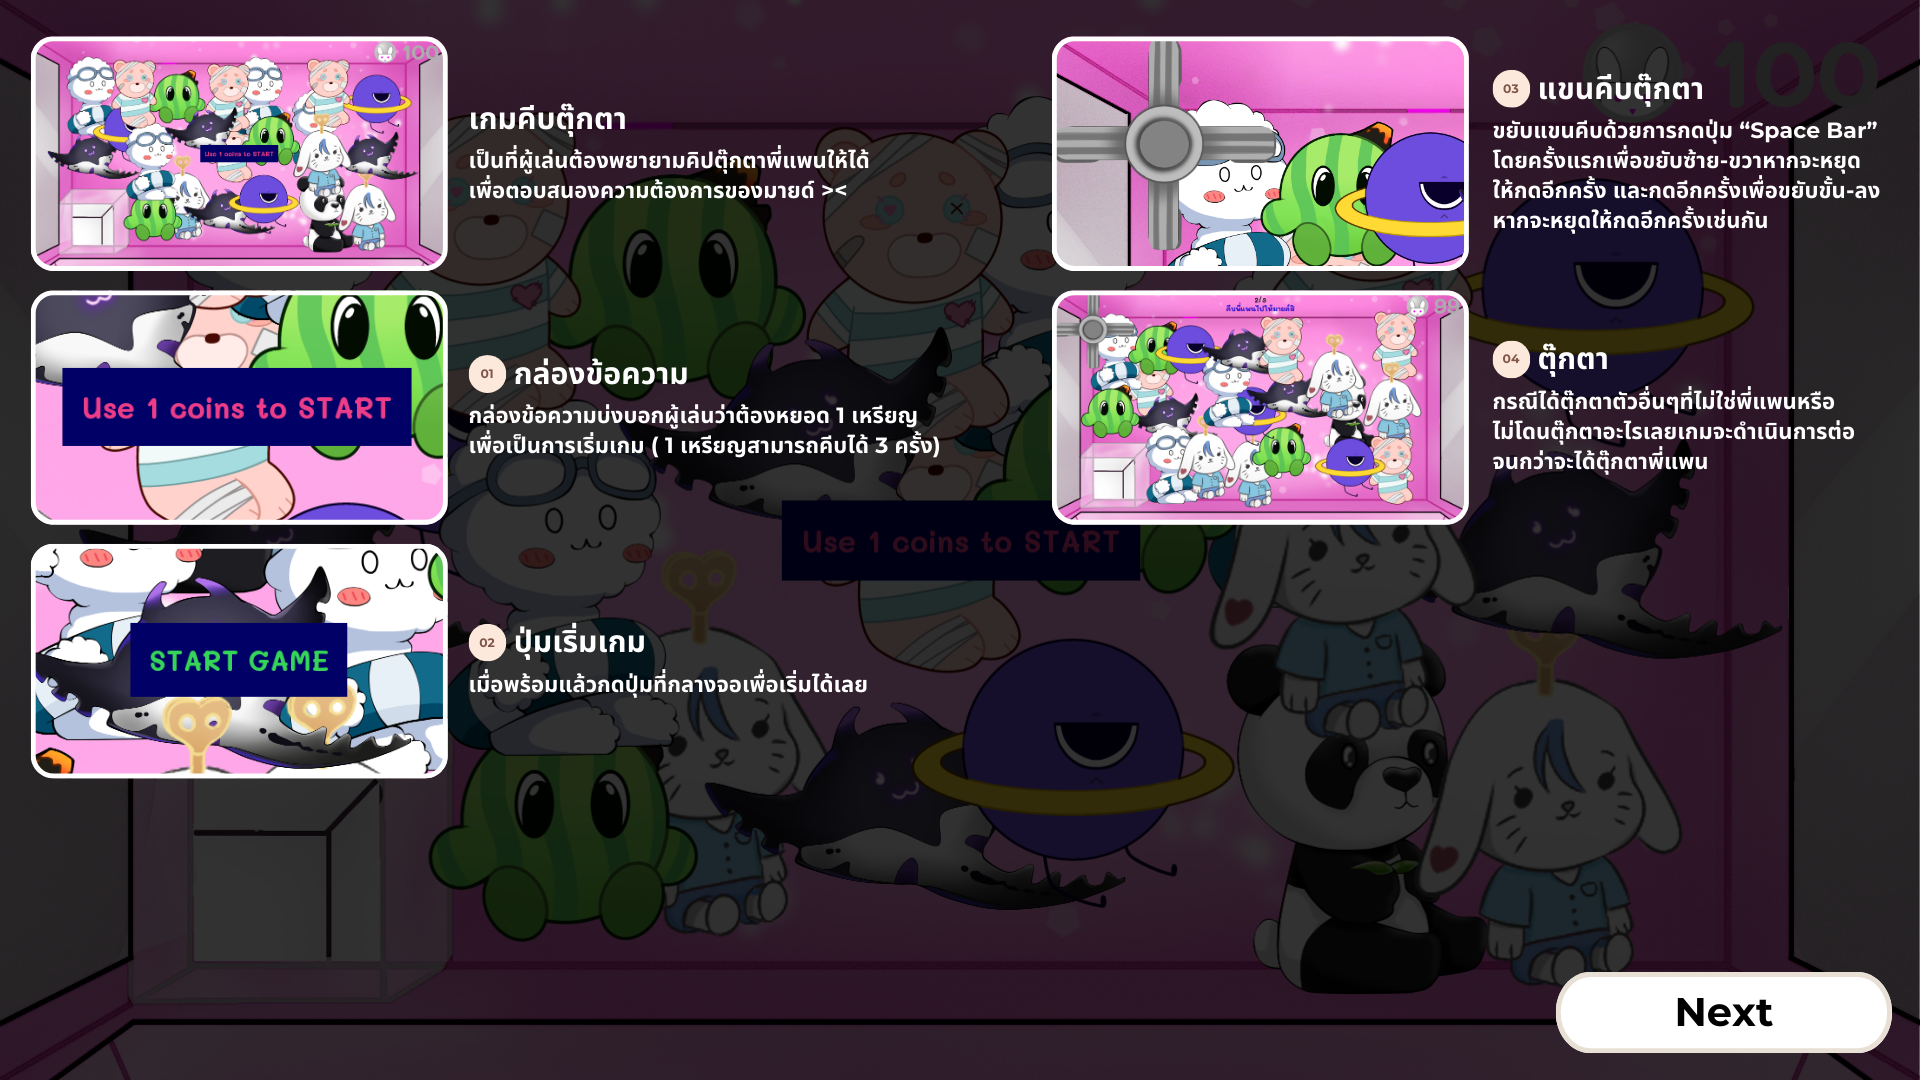 100
Use 1 coins to START
เกมคีบตุ๊กตา
เป็นที่ผู้เล่นต้องพยายามคิปตุ๊กตาพี่แพนให้ได้
เพื่อตอบสนองความต้องการของมายด์ ><
Use 1 coins to START
01 กล่องข้อความ
กล่องข้อความบ่งบอกผู้เล่นว่าต้องหยอด 1 เหรียญ
เพื่อเป็นการเริ่มเกม ( 1 เหรียญสามารถคีบได้ 3 ครั้ง)
START GAME
02 ปุ่มเริ่มเกม
เมื่อพร้อมแล้วกดปุ่มที่กลางจอเพื่อเริ่มได้เลย
03 แขนคีบตุ๊กตา
ขยับแขนคีบด้วยการกดปุ่ม “Space Bar”
โดยครั้งแรกเพื่อขยับซ้าย-ขวาหากจะหยุด
ให้กดอีกครั้ง และกดอีกครั้งเพื่อขยับขั้น-ลง
หากจะหยุดให้กดอีกครั้งเช่นกัน
2/3
คีบพี่แพนไปให้มายด์สิ
99
04 ตุ๊กตา
กรณีได้ตุ๊กตาตัวอื่นๆที่ไม่ใช่พี่แพนหรือ
ไม่โดนตุ๊กตาอะไรเลยเกมจะดำเนินการต่อ
จนกว่าจะได้ตุ๊กตาพี่แพน
100
Use 1 coins to START
Next